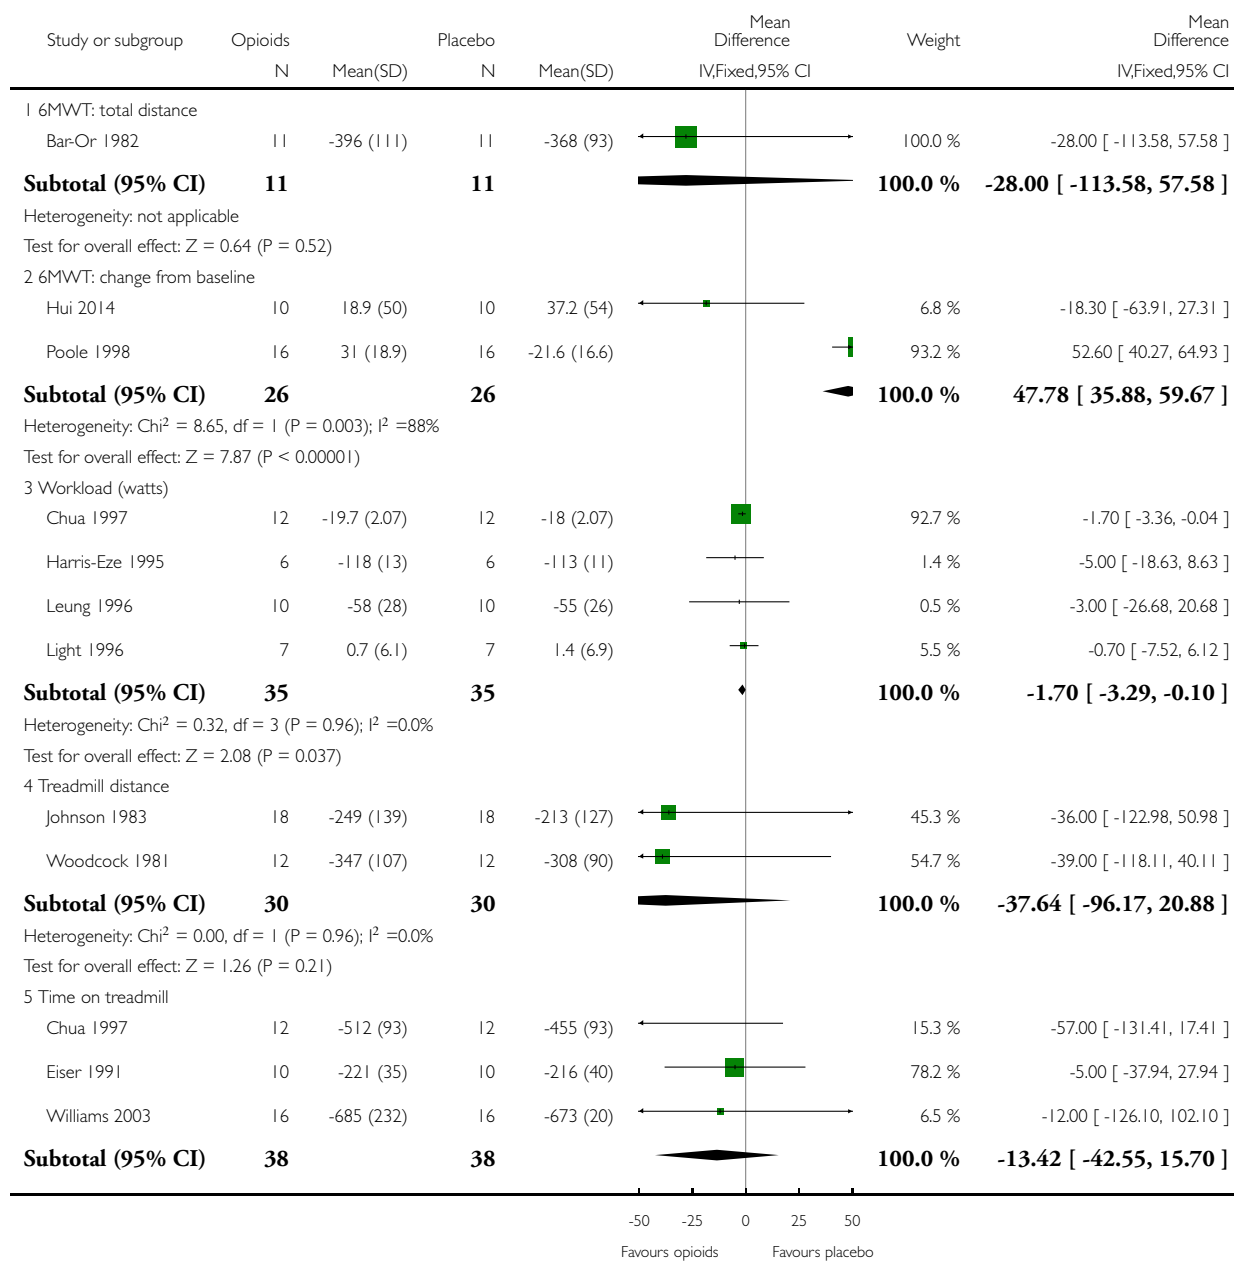 Mean Mean
Study or subgroup Opioids Placebo Difference Weight Difference
N Mean(SD) N Mean(SD) IV,Fixed,95% CI IV,Fixed,95% CI
1 6MWT: total distance
Bar-Or 1982 11 -396 (111) 11 -368 (93) 100.0 % -28.00 [ -113.58, 57.58 ]
Subtotal (95% CI) 11 11 100.0 % -28.00 [ -113.58, 57.58 ]
Heterogeneity: not applicable
Test for overall effect: Z = 0.64 (P = 0.52)
2 6MWT: change from baseline
Hui 2014 10 18.9 (50) 10 37.2 (54) 6.8 % -18.30 [ -63.91, 27.31 ]
Poole 1998 16 31 (18.9) 16 -21.6 (16.6) 93.2 % 52.60 [ 40.27, 64.93 ]
Subtotal (95% CI) 26 26 100.0 % 47.78 [ 35.88, 59.67 ]
Heterogeneity: Chi² = 8.65, df = 1 (P = 0.003); I² =88%
Test for overall effect: Z = 7.87 (P < 0.00001)
3 Workload (watts)
Chua 1997 12 -19.7 (2.07) 12 -18 (2.07) 92.7 % -1.70 [ -3.36, -0.04 ]
Harris-Eze 1995 6 -118 (13) 6 -113 (11) 1.4 % -5.00 [ -18.63, 8.63 ]
Leung 1996 10 -58 (28) 10 -55 (26) 0.5 % -3.00 [ -26.68, 20.68 ]
Light 1996 7 0.7 (6.1) 7 1.4 (6.9) 5.5 % -0.70 [ -7.52, 6.12 ]
Subtotal (95% CI) 35 35 100.0 % -1.70 [ -3.29, -0.10 ]
Heterogeneity: Chi² = 0.32, df = 3 (P = 0.96); I² =0.0%
Test for overall effect: Z = 2.08 (P = 0.037)
4 Treadmill distance
Johnson 1983 18 -249 (139) 18 -213 (127) 45.3 % -36.00 [ -122.98, 50.98 ]
Woodcock 1981 12 -347 (107) 12 -308 (90) 54.7 % -39.00 [ -118.11, 40.11 ]
Subtotal (95% CI) 30 30 100.0 % -37.64 [ -96.17, 20.88 ]
Heterogeneity: Chi² = 0.00, df = 1 (P = 0.96); I² =0.0%
Test for overall effect: Z = 1.26 (P = 0.21)
5 Time on treadmill
Chua 1997 12 -512 (93) 12 -455 (93) 15.3 % -57.00 [ -131.41, 17.41 ]
Eiser 1991 10 -221 (35) 10 -216 (40) 78.2 % -5.00 [ -37.94, 27.94 ]
Williams 2003 16 -685 (232) 16 -673 (20) 6.5 % -12.00 [ -126.10, 102.10 ]
Subtotal (95% CI) 38 38 100.0 % -13.42 [ -42.55, 15.70 ]
-50 -25 0 25 50
Favours opioids Favours placebo